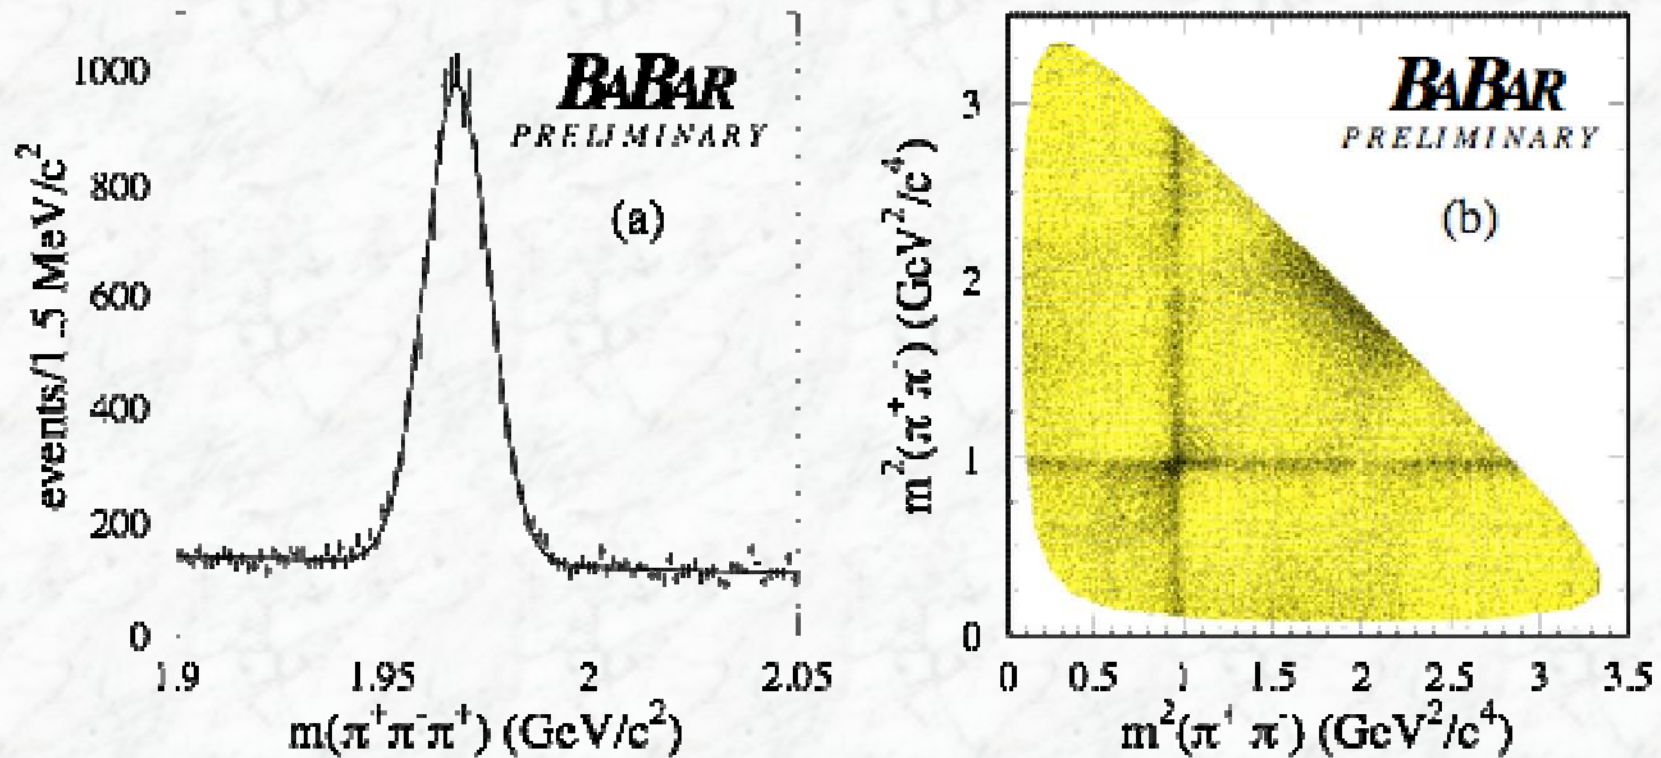 1000
800
600
400
200
0
events/1.5 MeV/c²
BABAR
PRELIMINARY
(a)
1.9 1.95 2 2.05
m(π⁺π⁻π⁺) (GeV/c²)
3
2
1
0
m²(π⁺π⁻) (GeV²/c⁴)
BABAR
PRELIMINARY
(b)
0 0.5 1 1.5 2 2.5 3 3.5
m²(π⁺π⁻) (GeV²/c⁴)